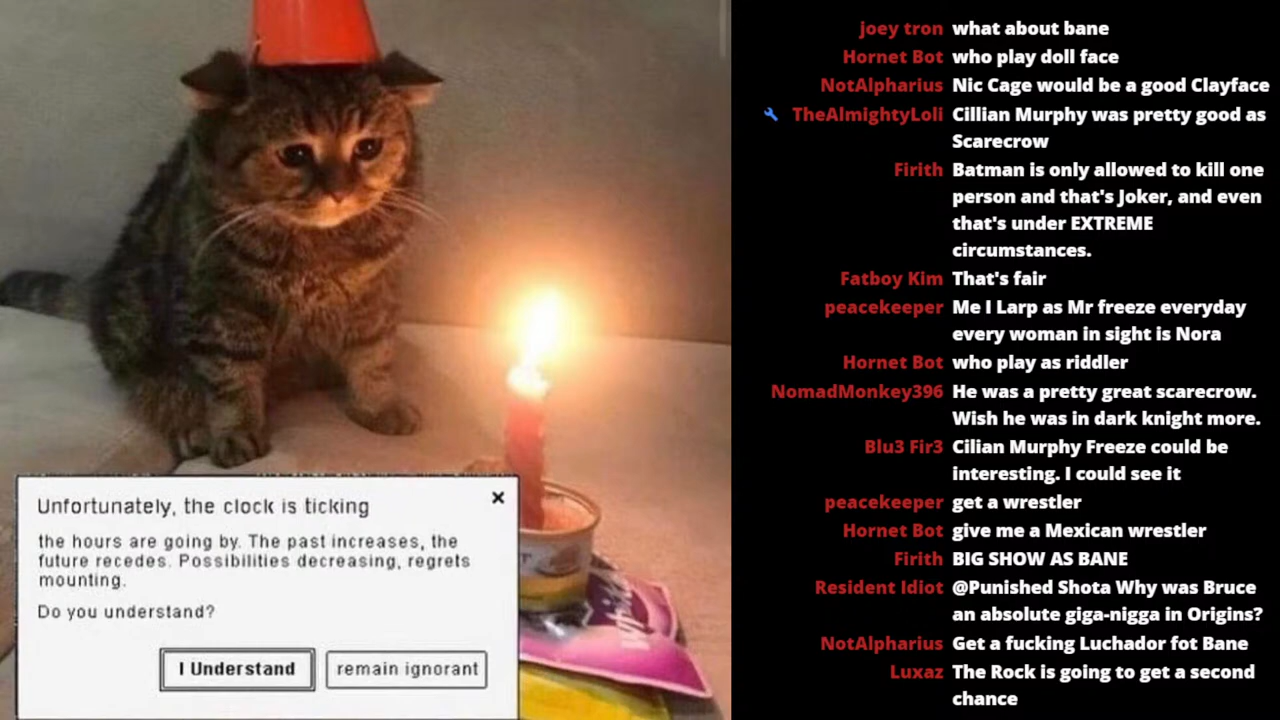 Unfortunately, the clock is ticking
the hours are going by. The past increases, the
future recedes. Possibilities decreasing, regrets
mounting.
Do you understand?
I Understand
remain ignorant
joey tron what about bane
Hornet Bot who play doll face
NotAlpharius Nic Cage would be a good Clayface
TheAlmightyLoli Cillian Murphy was pretty good as
Scarecrow
Firith Batman is only allowed to kill one
person and that's Joker, and even
that's under EXTREME
circumstances.
Fatboy Kim That's fair
peacekeeper Me I Larp as Mr freeze everyday
every woman in sight is Nora
Hornet Bot who play as riddler
NomadMonkey396 He was a pretty great scarecrow.
Wish he was in dark knight more.
Blu3 Fir3 Cilian Murphy Freeze could be
interesting. I could see it
peacekeeper get a wrestler
Hornet Bot give me a Mexican wrestler
Firith BIG SHOW AS BANE
Resident Idiot @Punished Shota Why was Bruce
an absolute giga-nigga in Origins?
NotAlpharius Get a fucking Luchador fot Bane
Luxaz The Rock is going to get a second
chance